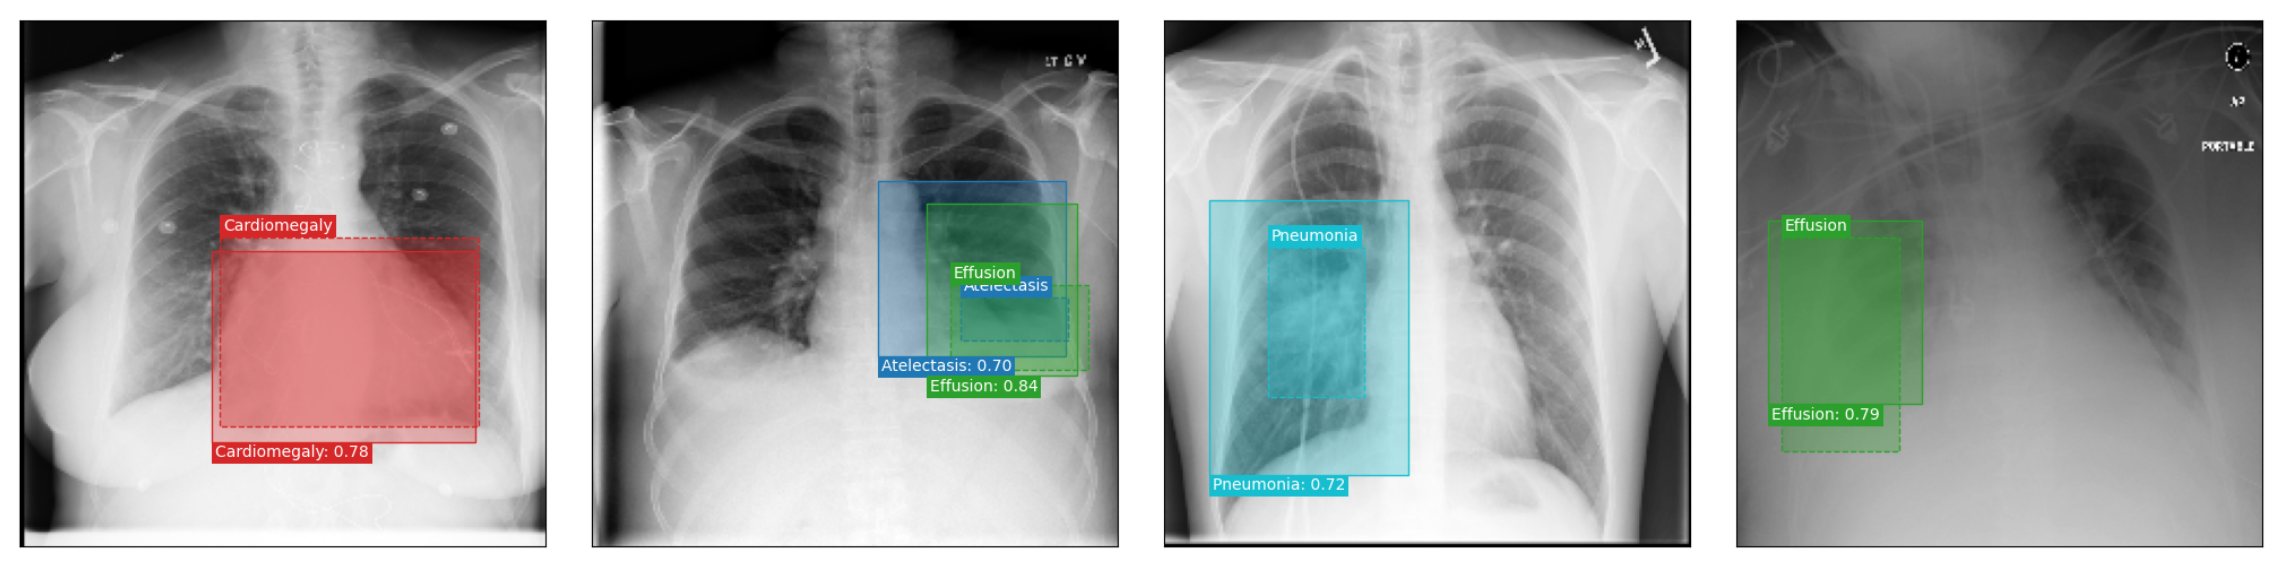 Cardiomegaly
Cardiomegaly: 0.78
Effusion
Atelectasis
Atelectasis: 0.70
Effusion: 0.84
Pneumonia
Pneumonia: 0.72
AP
PORTABLE
Effusion
Effusion: 0.79